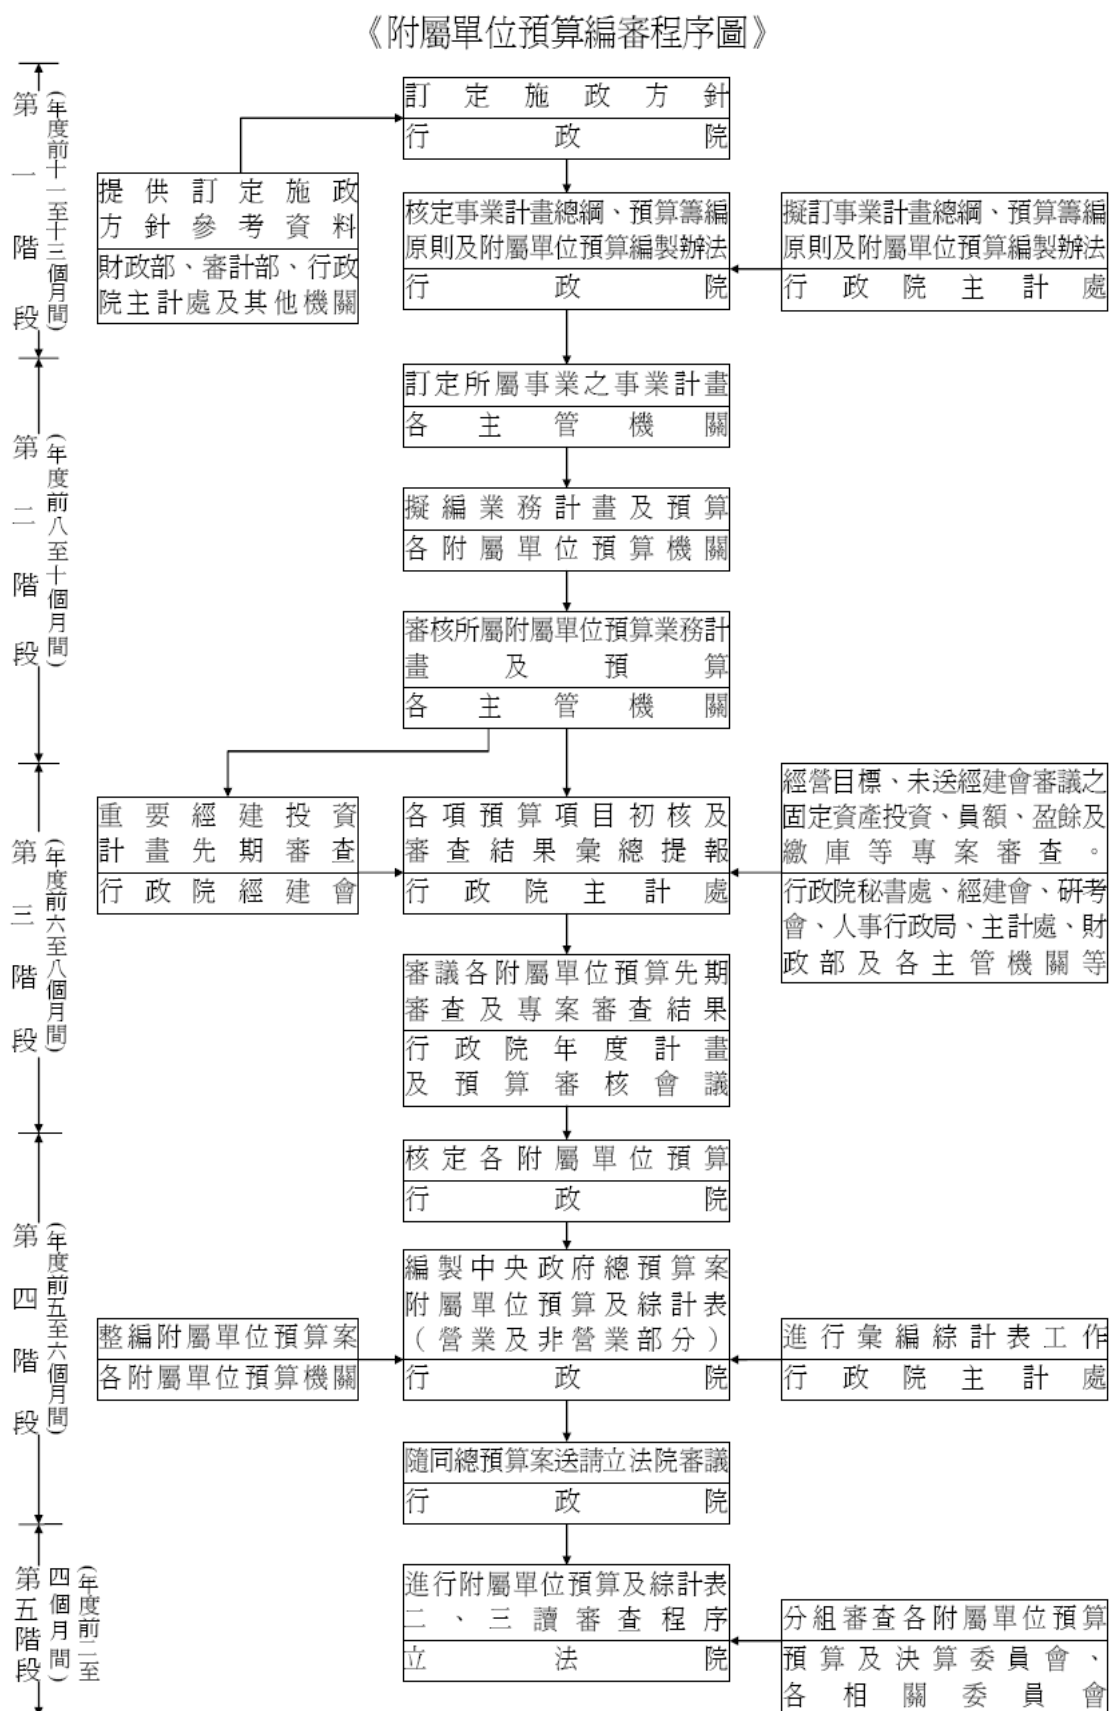 《附屬單位預算編審程序圖》
第一階段
(年度前十一至十三個月間)
訂定施政方針
行政院
提供訂定施政
方針參考資料
財政部、審計部、行政
院主計處及其他機關
核定事業計畫總綱、預算籌編
原則及附屬單位預算編製辦法
行政院
擬訂事業計畫總綱、預算籌編
原則及附屬單位預算編製辦法
行政院主計處
第二階段
(年度前八至十個月間)
訂定所屬事業之事業計畫
各主管機關
擬編業務計畫及預算
各附屬單位預算機關
審核所屬附屬單位預算業務計
畫及預算
各主管機關
第三階段
(年度前六至八個月間)
重要經建投資
計畫先期審查
行政院經建會
各項預算項目初核及
審查結果彙總提報
行政院主計處
經營目標、未送經建會審議之
固定資產投資、員額、盈餘及
繳庫等專案審查。
行政院秘書處、經建會、研考
會、人事行政局、主計處、財
政部及各主管機關等
審議各附屬單位預算先期
審查及專案審查結果
行政院年度計畫
及預算審核會議
第四階段
(年度前五至六個月間)
核定各附屬單位預算
行政院
編製中央政府總預算案
附屬單位預算及綜計表
（營業及非營業部分）
行政院
整編附屬單位預算案
各附屬單位預算機關
進行彙編綜計表工作
行政院主計處
隨同總預算案送請立法院審議
行政院
第五階段
(年度前二至
四個月間)
進行附屬單位預算及綜計表
二、三讀審查程序
立法院
分組審查各附屬單位預算
預算及決算委員會、
各相關委員會